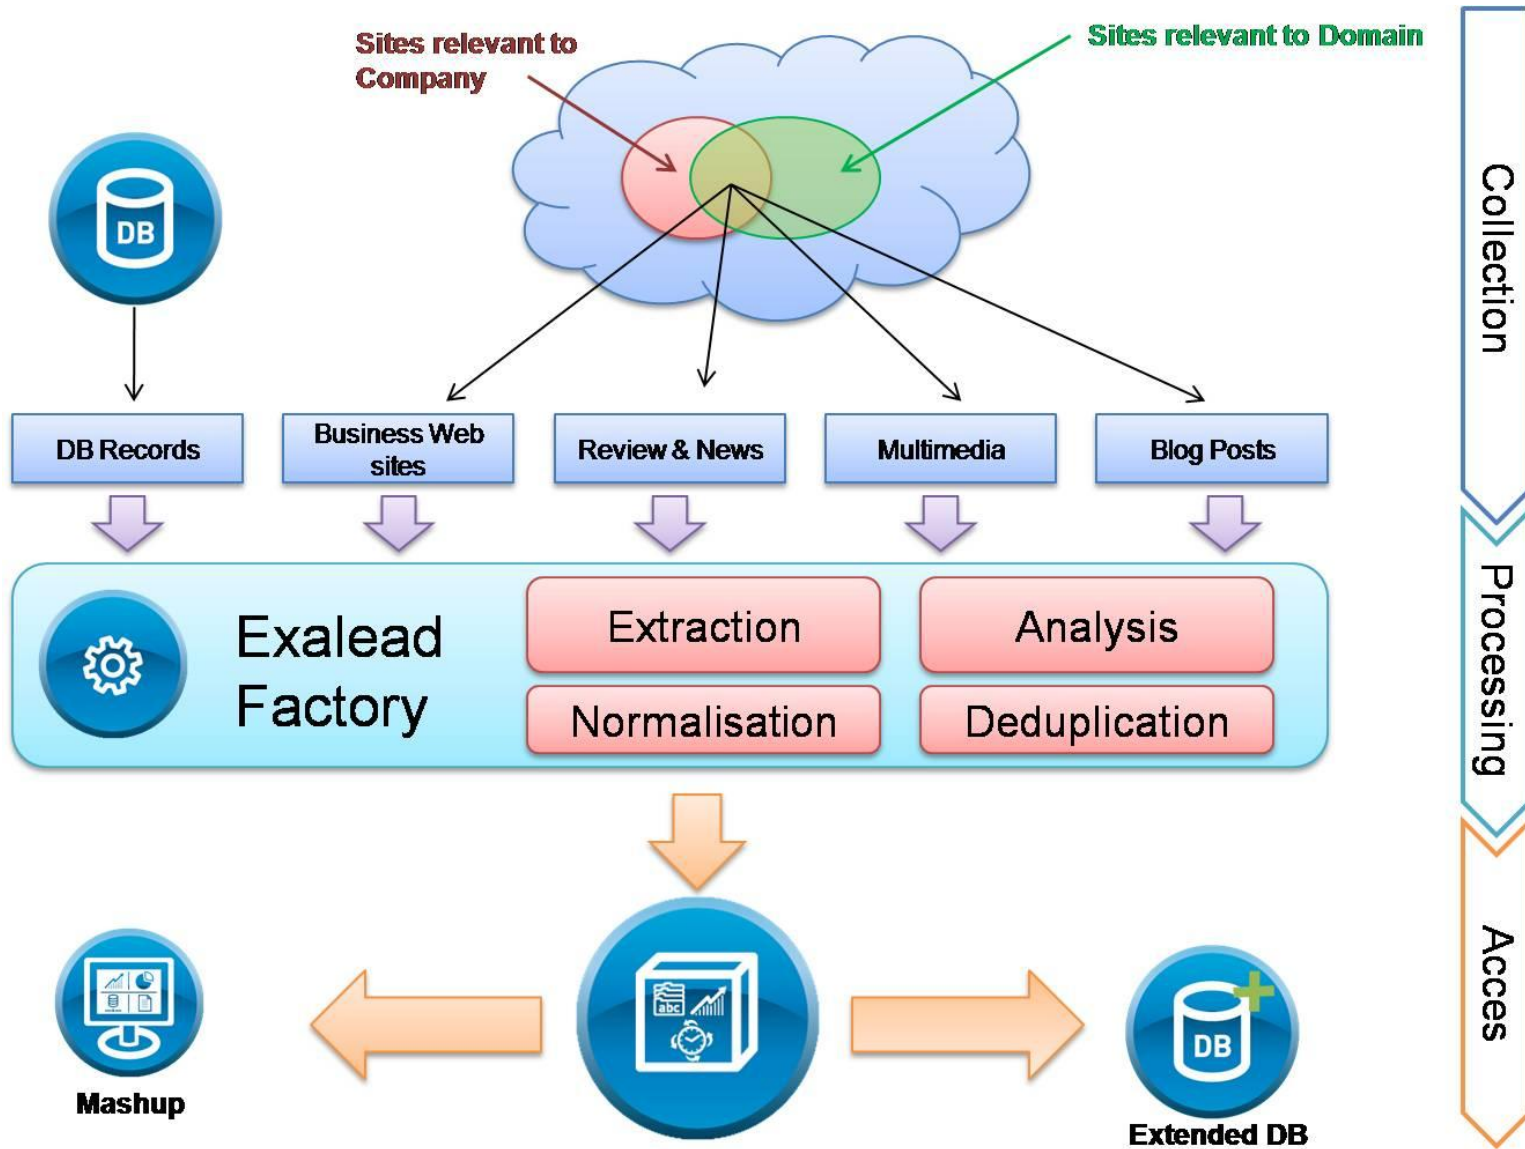 Sites relevant to
Company
Sites relevant to Domain
DB
DB Records
Business Web
sites
Review & News
Multimedia
Blog Posts
Collection
Exalead
Factory
Extraction
Analysis
Normalisation
Deduplication
Processing
abc
DB
Mashup
Extended DB
Acces